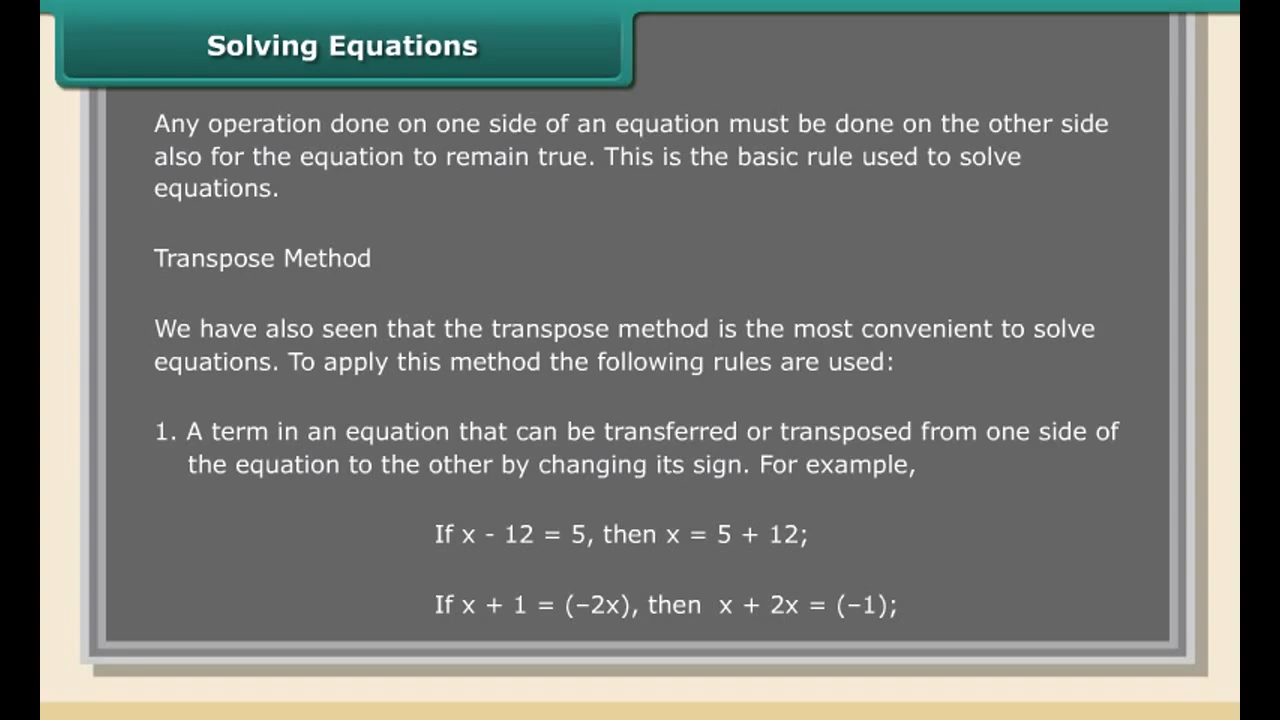 Solving Equations
Any operation done on one side of an equation must be done on the other side
also for the equation to remain true. This is the basic rule used to solve
equations.
Transpose Method
We have also seen that the transpose method is the most convenient to solve
equations. To apply this method the following rules are used:
1. A term in an equation that can be transferred or transposed from one side of
the equation to the other by changing its sign. For example,
If x - 12 = 5, then x = 5 + 12;
If x + 1 = (–2x), then x + 2x = (–1);